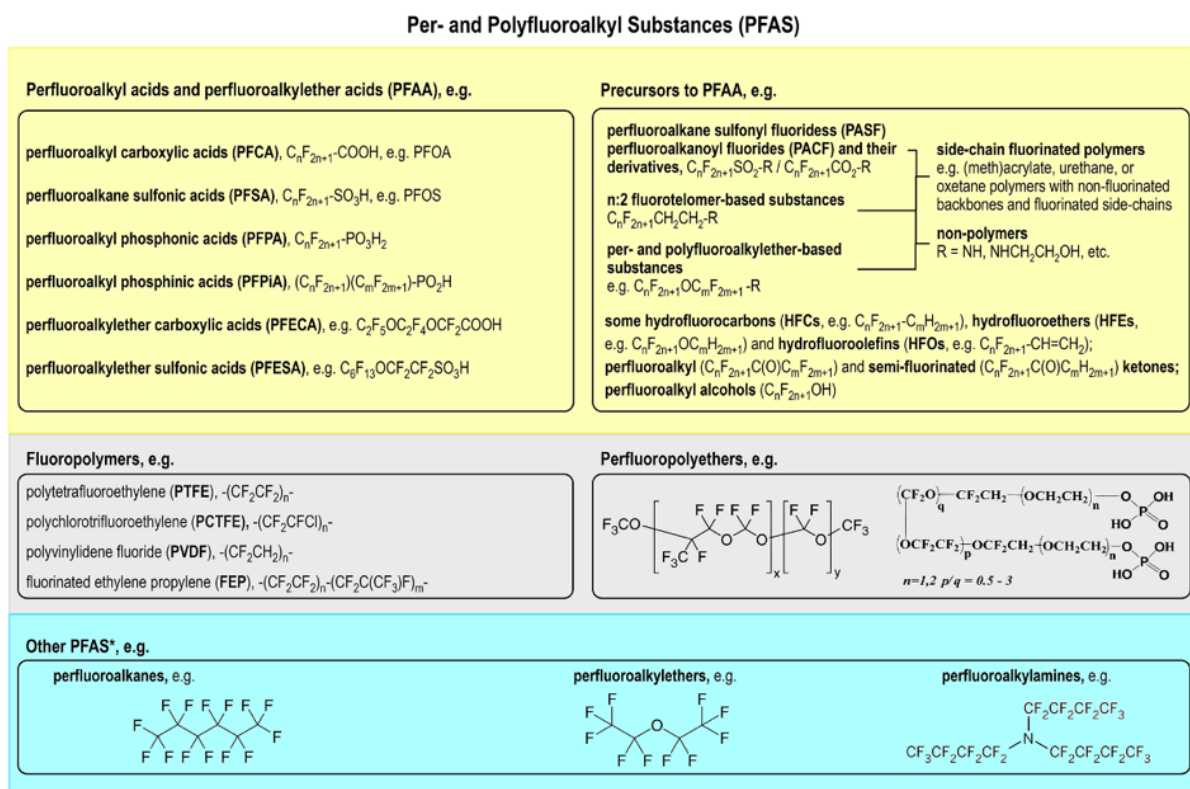 Per- and Polyfluoroalkyl Substances (PFAS)
Perfluoroalkyl acids and perfluoroalkylether acids (PFAA), e.g.
perfluoroalkyl carboxylic acids (PFCA), CₙF₂ₙ₊₁-COOH, e.g. PFOA
perfluoroalkane sulfonic acids (PFSA), CₙF₂ₙ₊₁-SO₃H, e.g. PFOS
perfluoroalkyl phosphonic acids (PFPA), CₙF₂ₙ₊₁-PO₃H₂
perfluoroalkyl phosphinic acids (PFPiA), (CₙF₂ₙ₊₁)(CₘF₂ₘ₊₁)-PO₂H
perfluoroalkylether carboxylic acids (PFECA), e.g. C₂F₅OC₂F₄OCF₂COOH
perfluoroalkylether sulfonic acids (PFESA), e.g. C₆F₁₃OCF₂CF₂SO₃H
Precursors to PFAA, e.g.
perfluoroalkane sulfonyl fluoridess (PASF)
perfluoroalkanoyl fluorides (PACF) and their
derivatives, CₙF₂ₙ₊₁SO₂-R / CₙF₂ₙ₊₁CO₂-R
n:2 fluorotelomer-based substances
CₙF₂ₙ₊₁CH₂CH₂-R
per- and polyfluoroalkylether-based
substances
e.g. CₙF₂ₙ₊₁OCₘF₂ₘ₊₁-R
side-chain fluorinated polymers
e.g. (meth)acrylate, urethane, or
oxetane polymers with non-fluorinated
backbones and fluorinated side-chains
non-polymers
R = NH, NHCH₂CH₂OH, etc.
some hydrofluorocarbons (HFCs, e.g. CₙF₂ₙ₊₁-CₘH₂ₘ₊₁), hydrofluoroethers (HFEs,
e.g. CₙF₂ₙ₊₁OCₘH₂ₘ₊₁) and hydrofluoroolefins (HFOs, e.g. CₙF₂ₙ₊₁-CH=CH₂);
perfluoroalkyl (CₙF₂ₙ₊₁C(O)CₘF₂ₘ₊₁) and semi-fluorinated (CₙF₂ₙ₊₁C(O)CₘH₂ₘ₊₁) ketones;
perfluoroalkyl alcohols (CₙF₂ₙ₊₁OH)
Fluoropolymers, e.g.
polytetrafluoroethylene (PTFE), -(CF₂CF₂)ₙ-
polychlorotrifluoroethylene (PCTFE), -(CF₂CFCl)ₙ-
polyvinylidene fluoride (PVDF), -(CF₂CH₂)ₙ-
fluorinated ethylene propylene (FEP), -(CF₂CF₂)ₙ-(CF₂C(CF₃)F)ₘ-
Perfluoropolyethers, e.g.
F F F F F F
F₃CO O O O CF₃
F₃C F x y
(CF₂O)q-CF₂CH₂-(OCH₂CH₂)n-O OH
P
HO O
(OCF₂CF₂)p-OCF₂CH₂-(OCH₂CH₂)n-O OH
P
HO O
n=1,2 p/q = 0.5 - 3
Other PFAS*, e.g.
perfluoroalkanes, e.g.
F F F F F F
F F
F F F F F F
perfluoroalkylethers, e.g.
F F
F O F
F F
F F F F
perfluoroalkylamines, e.g.
CF₂CF₂CF₂CF₃
N
CF₃CF₂CF₂CF₂ CF₂CF₂CF₂CF₃